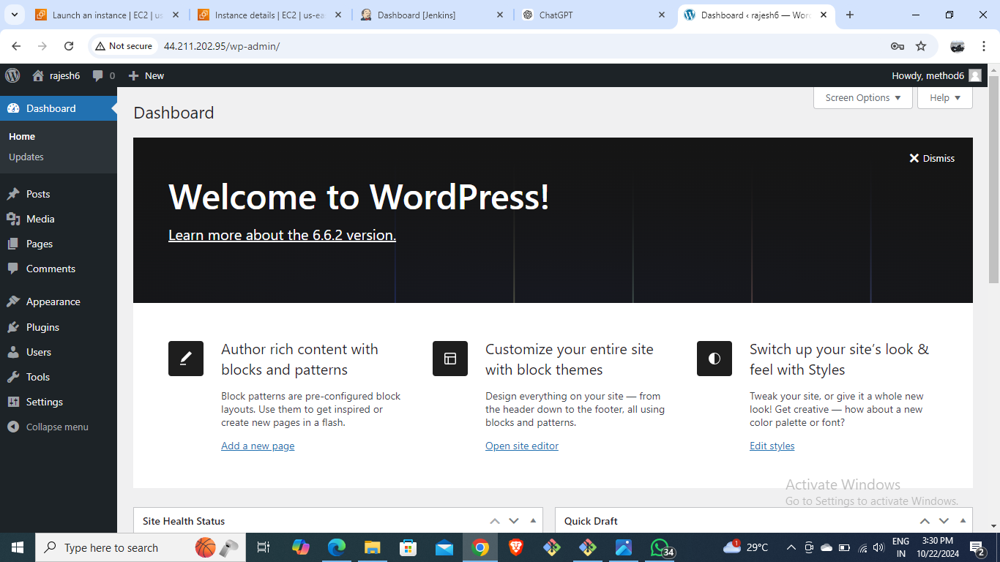 Launch an instance | EC2 | us
Instance details | EC2 | us-ea
Dashboard [Jenkins]
ChatGPT
Dashboard ‹ rajesh6 — Wor
Not secure
44.211.202.95/wp-admin/
rajesh6
0
New
Howdy, method6
Dashboard
Home
Updates
Posts
Media
Pages
Comments
Appearance
Plugins
Users
Tools
Settings
Collapse menu
Screen Options
Help
Dashboard
Dismiss
Welcome to WordPress!
Learn more about the 6.6.2 version.
Author rich content with
blocks and patterns
Block patterns are pre-configured block
layouts. Use them to get inspired or
create new pages in a flash.
Add a new page
Customize your entire site
with block themes
Design everything on your site — from
the header down to the footer, all using
blocks and patterns.
Open site editor
Switch up your site’s look &
feel with Styles
Tweak your site, or give it a whole new
look! Get creative — how about a new
color palette or font?
Edit styles
Activate Windows
Go to Settings to activate Windows.
Site Health Status
Quick Draft
Type here to search
34
1
29°C
ENG
IN
3:30 PM
10/22/2024
2